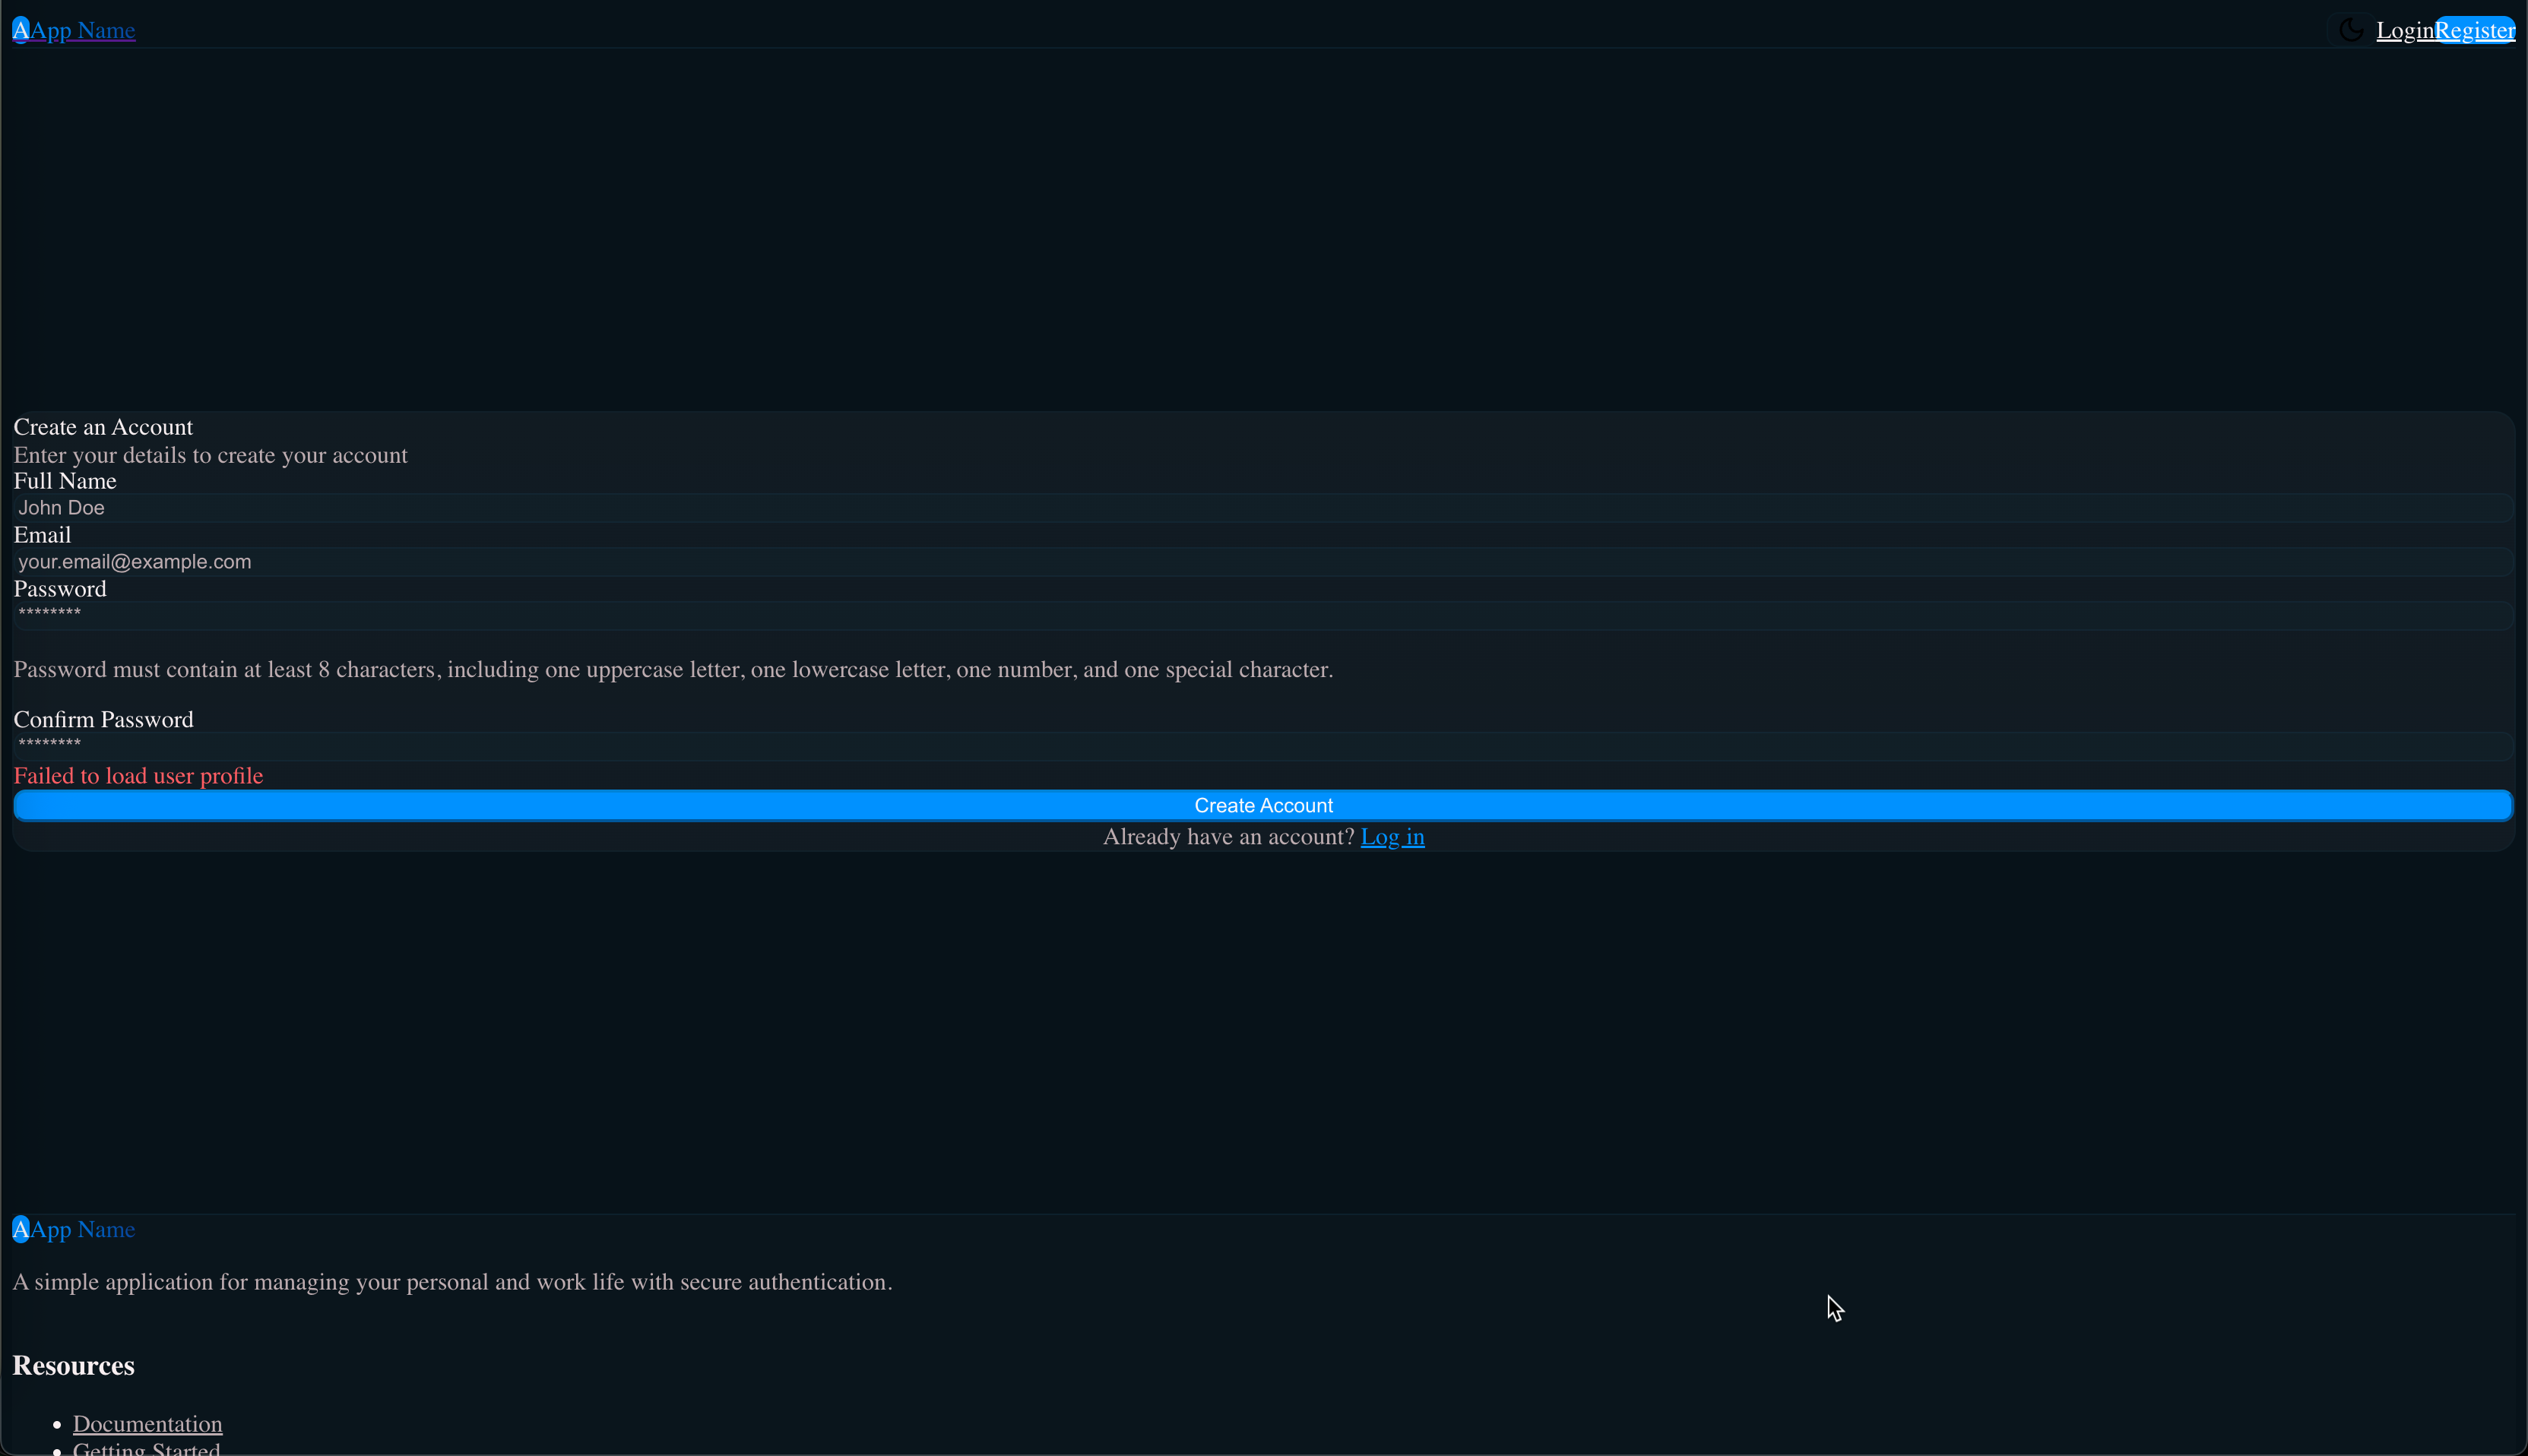 AApp Name
LoginRegister
Create an Account
Enter your details to create your account
Full Name
John Doe
Email
your.email@example.com
Password
********
Password must contain at least 8 characters, including one uppercase letter, one lowercase letter, one number, and one special character.
Confirm Password
********
Failed to load user profile
Create Account
Already have an account? Log in
AApp Name
A simple application for managing your personal and work life with secure authentication.
Resources
Documentation
Getting Started